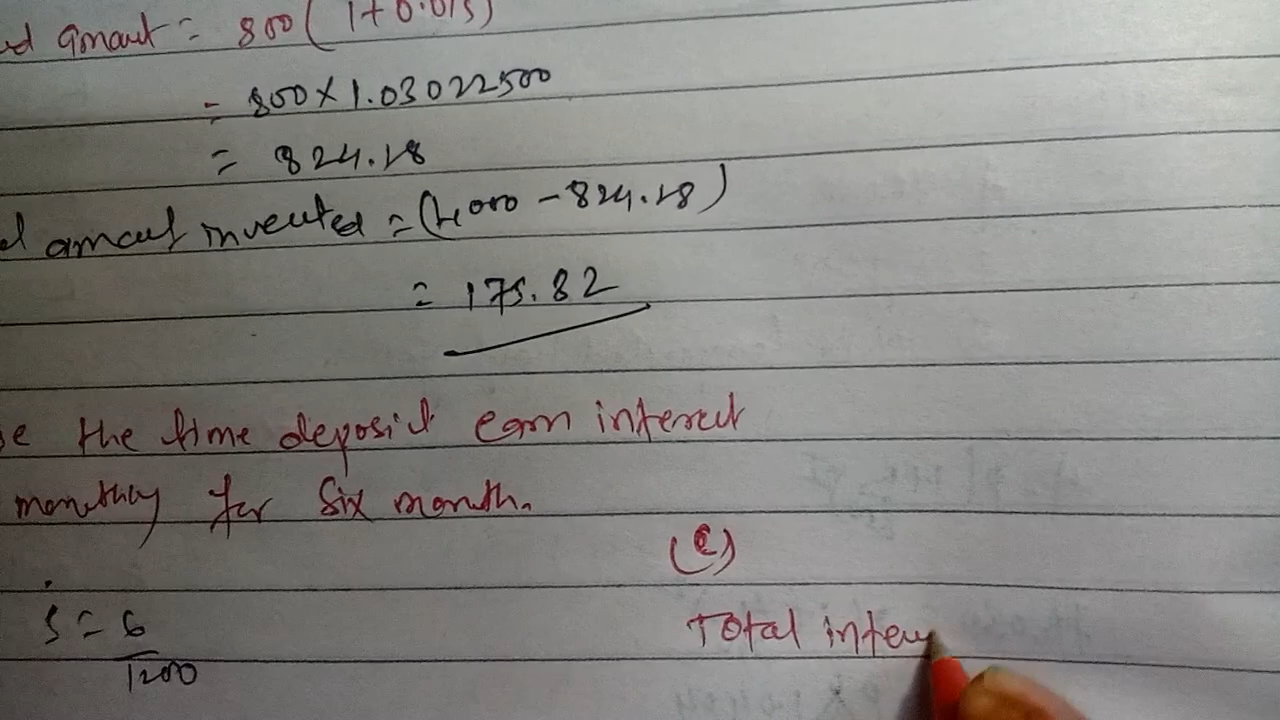 amount = 800 ( 1+0.015)
= 800 × 1.03022500
= 824.18
amount invested = (1000 - 824.18)
= 175.82
the time deposit earn interest
monthly for Six month.
(c)
i = 6
1200
Total inter